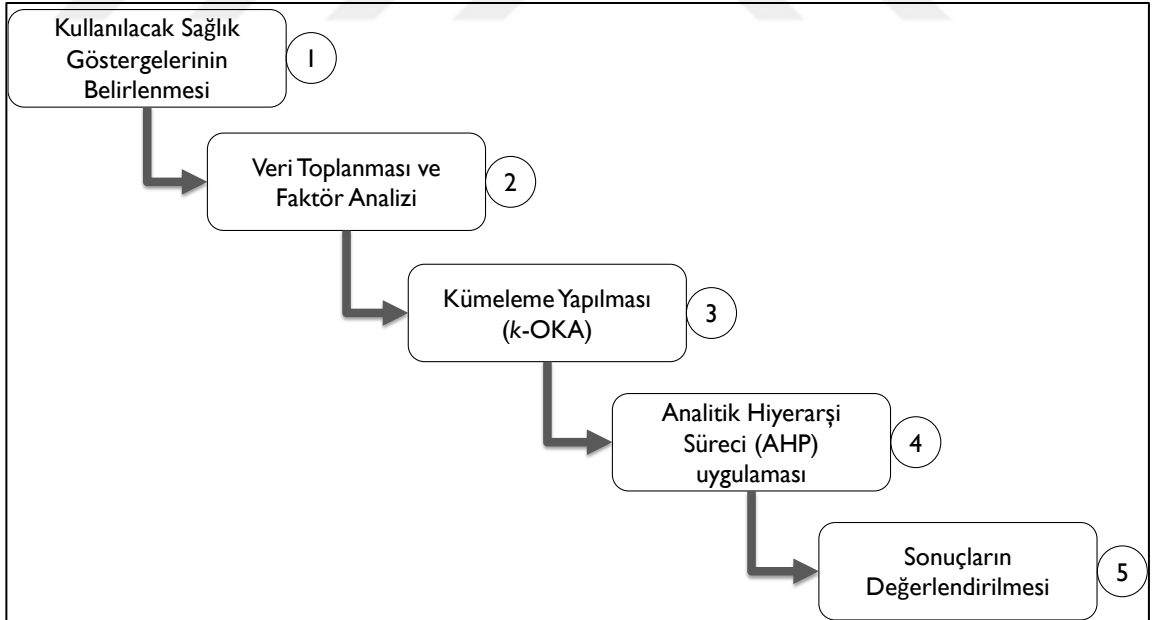 Kullanılacak Sağlık
Göstergelerinin
Belirlenmesi
1
Veri Toplanması ve
Faktör Analizi
2
Kümeleme Yapılması
(k-OKA)
3
Analitik Hiyerarşi
Süreci (AHP)
uygulaması
4
Sonuçların
Değerlendirilmesi
5